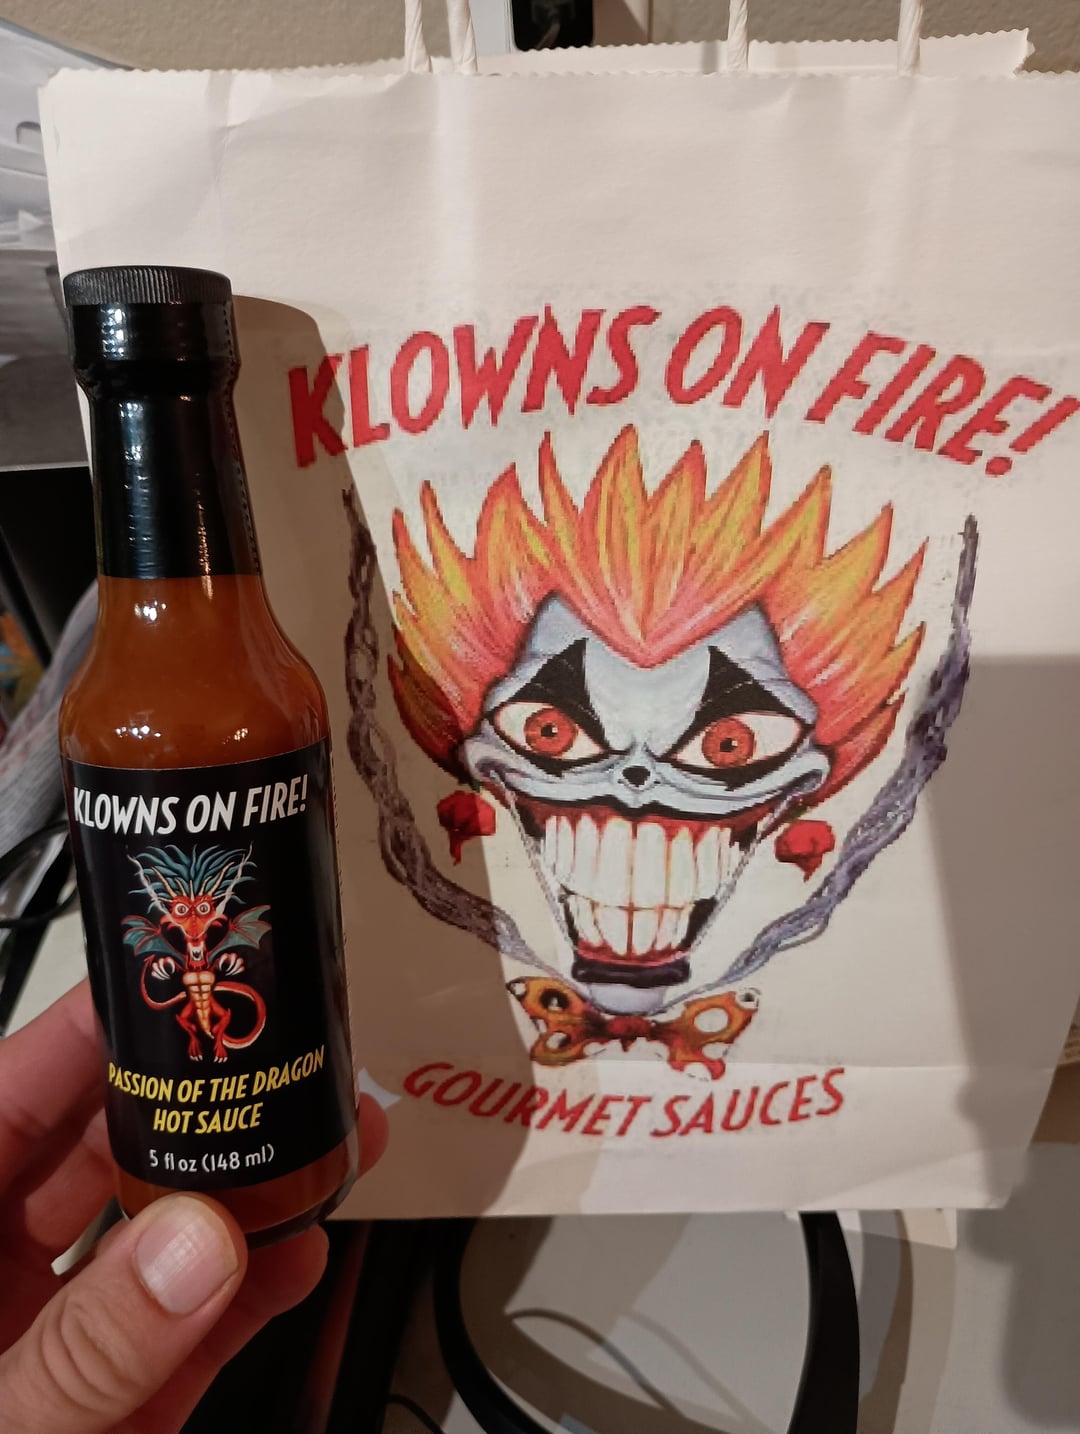 KLOWNS ON FIRE!
PASSION OF THE DRAGON
HOT SAUCE
5 fl oz (148 ml)
KLOWNS ON FIRE!
GOURMET SAUCES